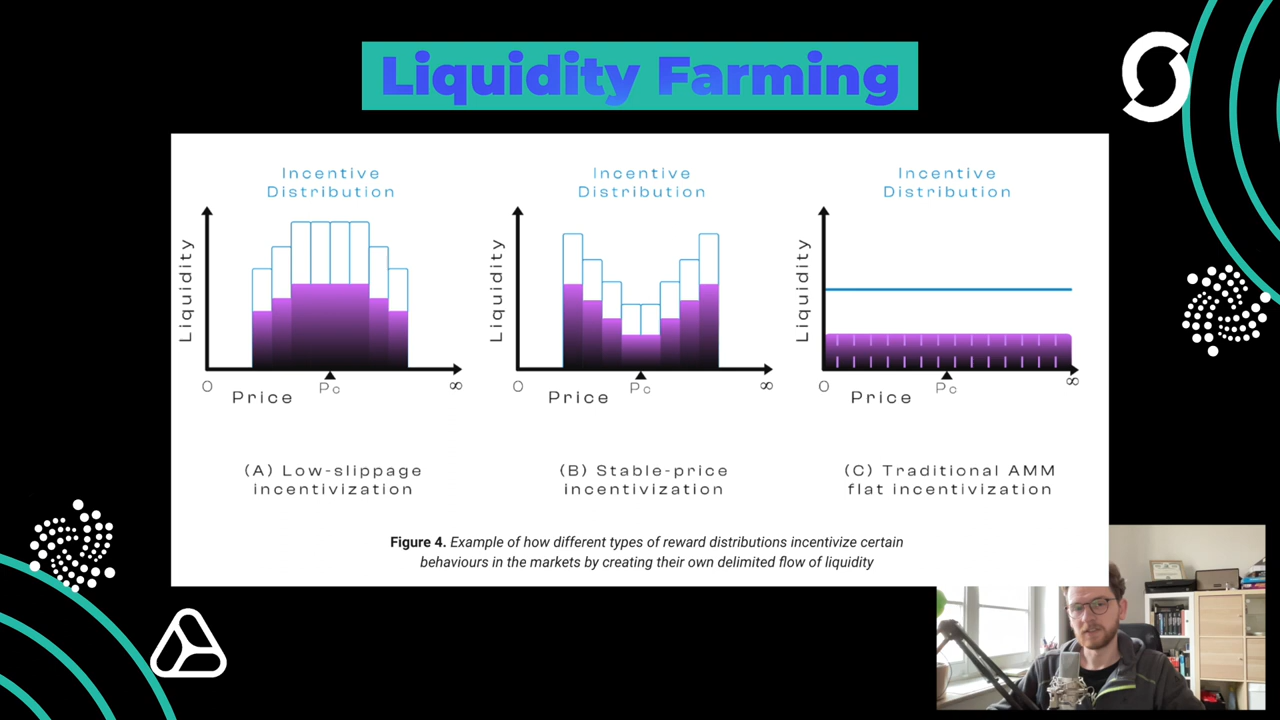 Liquidity Farming
Incentive
Distribution
Liquidity
0
Pc
∞
Price
(A) Low-slippage
incentivization
Incentive
Distribution
Liquidity
0
Pc
∞
Price
(B) Stable-price
incentivization
Incentive
Distribution
Liquidity
0
Pc
∞
Price
(C) Traditional AMM
flat incentivization
Figure 4. Example of how different types of reward distributions incentivize certain
behaviours in the markets by creating their own delimited flow of liquidity